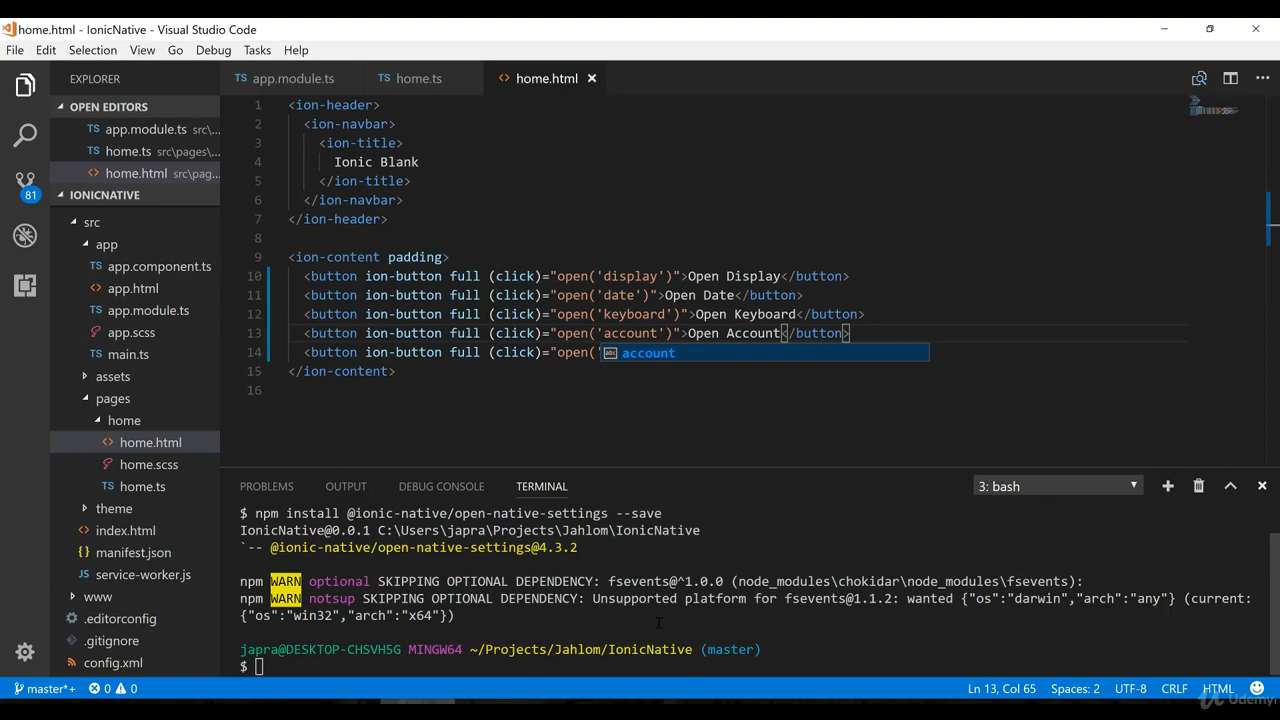 home.html - IonicNative - Visual Studio Code
File Edit Selection View Go Debug Tasks Help
EXPLORER
OPEN EDITORS
TS app.module.ts src\...
TS home.ts src\pages\...
<> home.html src\pag...
81
IONICNATIVE
src
app
TS app.component.ts
<> app.html
TS app.module.ts
app.scss
TS main.ts
assets
pages
home
<> home.html
home.scss
TS home.ts
theme
<> index.html
manifest.json
service-worker.js
www
.editorconfig
.gitignore
config.xml
TS app.module.ts TS home.ts <> home.html
1 <ion-header>
2 <ion-navbar>
3 <ion-title>
4 Ionic Blank
5 </ion-title>
6 </ion-navbar>
7 </ion-header>
8
9 <ion-content padding>
10 <button ion-button full (click)="open('display')">Open Display</button>
11 <button ion-button full (click)="open('date')">Open Date</button>
12 <button ion-button full (click)="open('keyboard')">Open Keyboard</button>
13 <button ion-button full (click)="open('account')">Open Account</button>
14 <button ion-button full (click)="open('
abc account
15 </ion-content>
16
PROBLEMS OUTPUT DEBUG CONSOLE TERMINAL 3: bash
$ npm install @ionic-native/open-native-settings --save
IonicNative@0.0.1 C:\Users\japra\Projects\Jahlom\IonicNative
`-- @ionic-native/open-native-settings@4.3.2
npm WARN optional SKIPPING OPTIONAL DEPENDENCY: fsevents@^1.0.0 (node_modules\chokidar\node_modules\fsevents):
npm WARN notsup SKIPPING OPTIONAL DEPENDENCY: Unsupported platform for fsevents@1.1.2: wanted {"os":"darwin","arch":"any"} (current:
{"os":"win32","arch":"x64"})
japra@DESKTOP-CHSVH5G MINGW64 ~/Projects/Jahlom/IonicNative (master)
$
master*+ 0 0 Ln 13, Col 65 Spaces: 2 UTF-8 CRLF HTML
Udemy